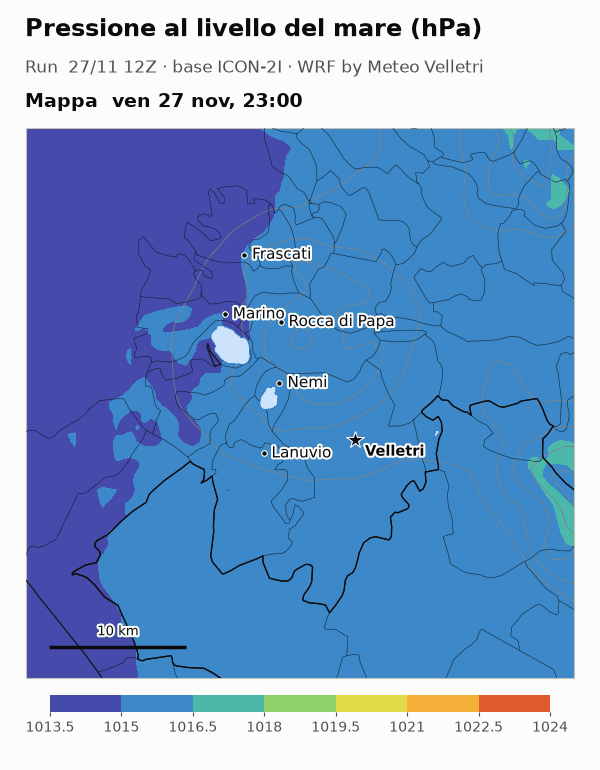 Pressione al livello del mare (hPa)
Run  27/11 12Z · base ICON-2I · WRF by Meteo Velletri
Mappa  ven 27 nov, 23:00
Frascati
Marino
Rocca di Papa
Nemi
Velletri
Lanuvio
10 km
1013.5 1015 1016.5 1018 1019.5 1021 1022.5 1024